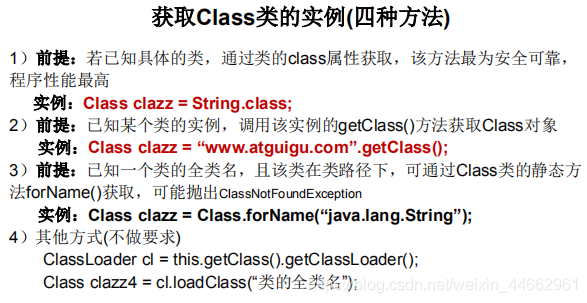 获取Class类的实例(四种方法)
1）前提：若已知具体的类，通过类的class属性获取，该方法最为安全可靠，
程序性能最高
实例：Class clazz = String.class;
2）前提：已知某个类的实例，调用该实例的getClass()方法获取Class对象
实例：Class clazz = “www.atguigu.com”.getClass();
3）前提：已知一个类的全类名，且该类在类路径下，可通过Class类的静态方
法forName()获取，可能抛出ClassNotFoundException
实例：Class clazz = Class.forName(“java.lang.String”);
4）其他方式(不做要求)
ClassLoader cl = this.getClass().getClassLoader();
Class clazz4 = cl.loadClass(“类的全类名”);
https://blog.csdn.net/weixin_44662961